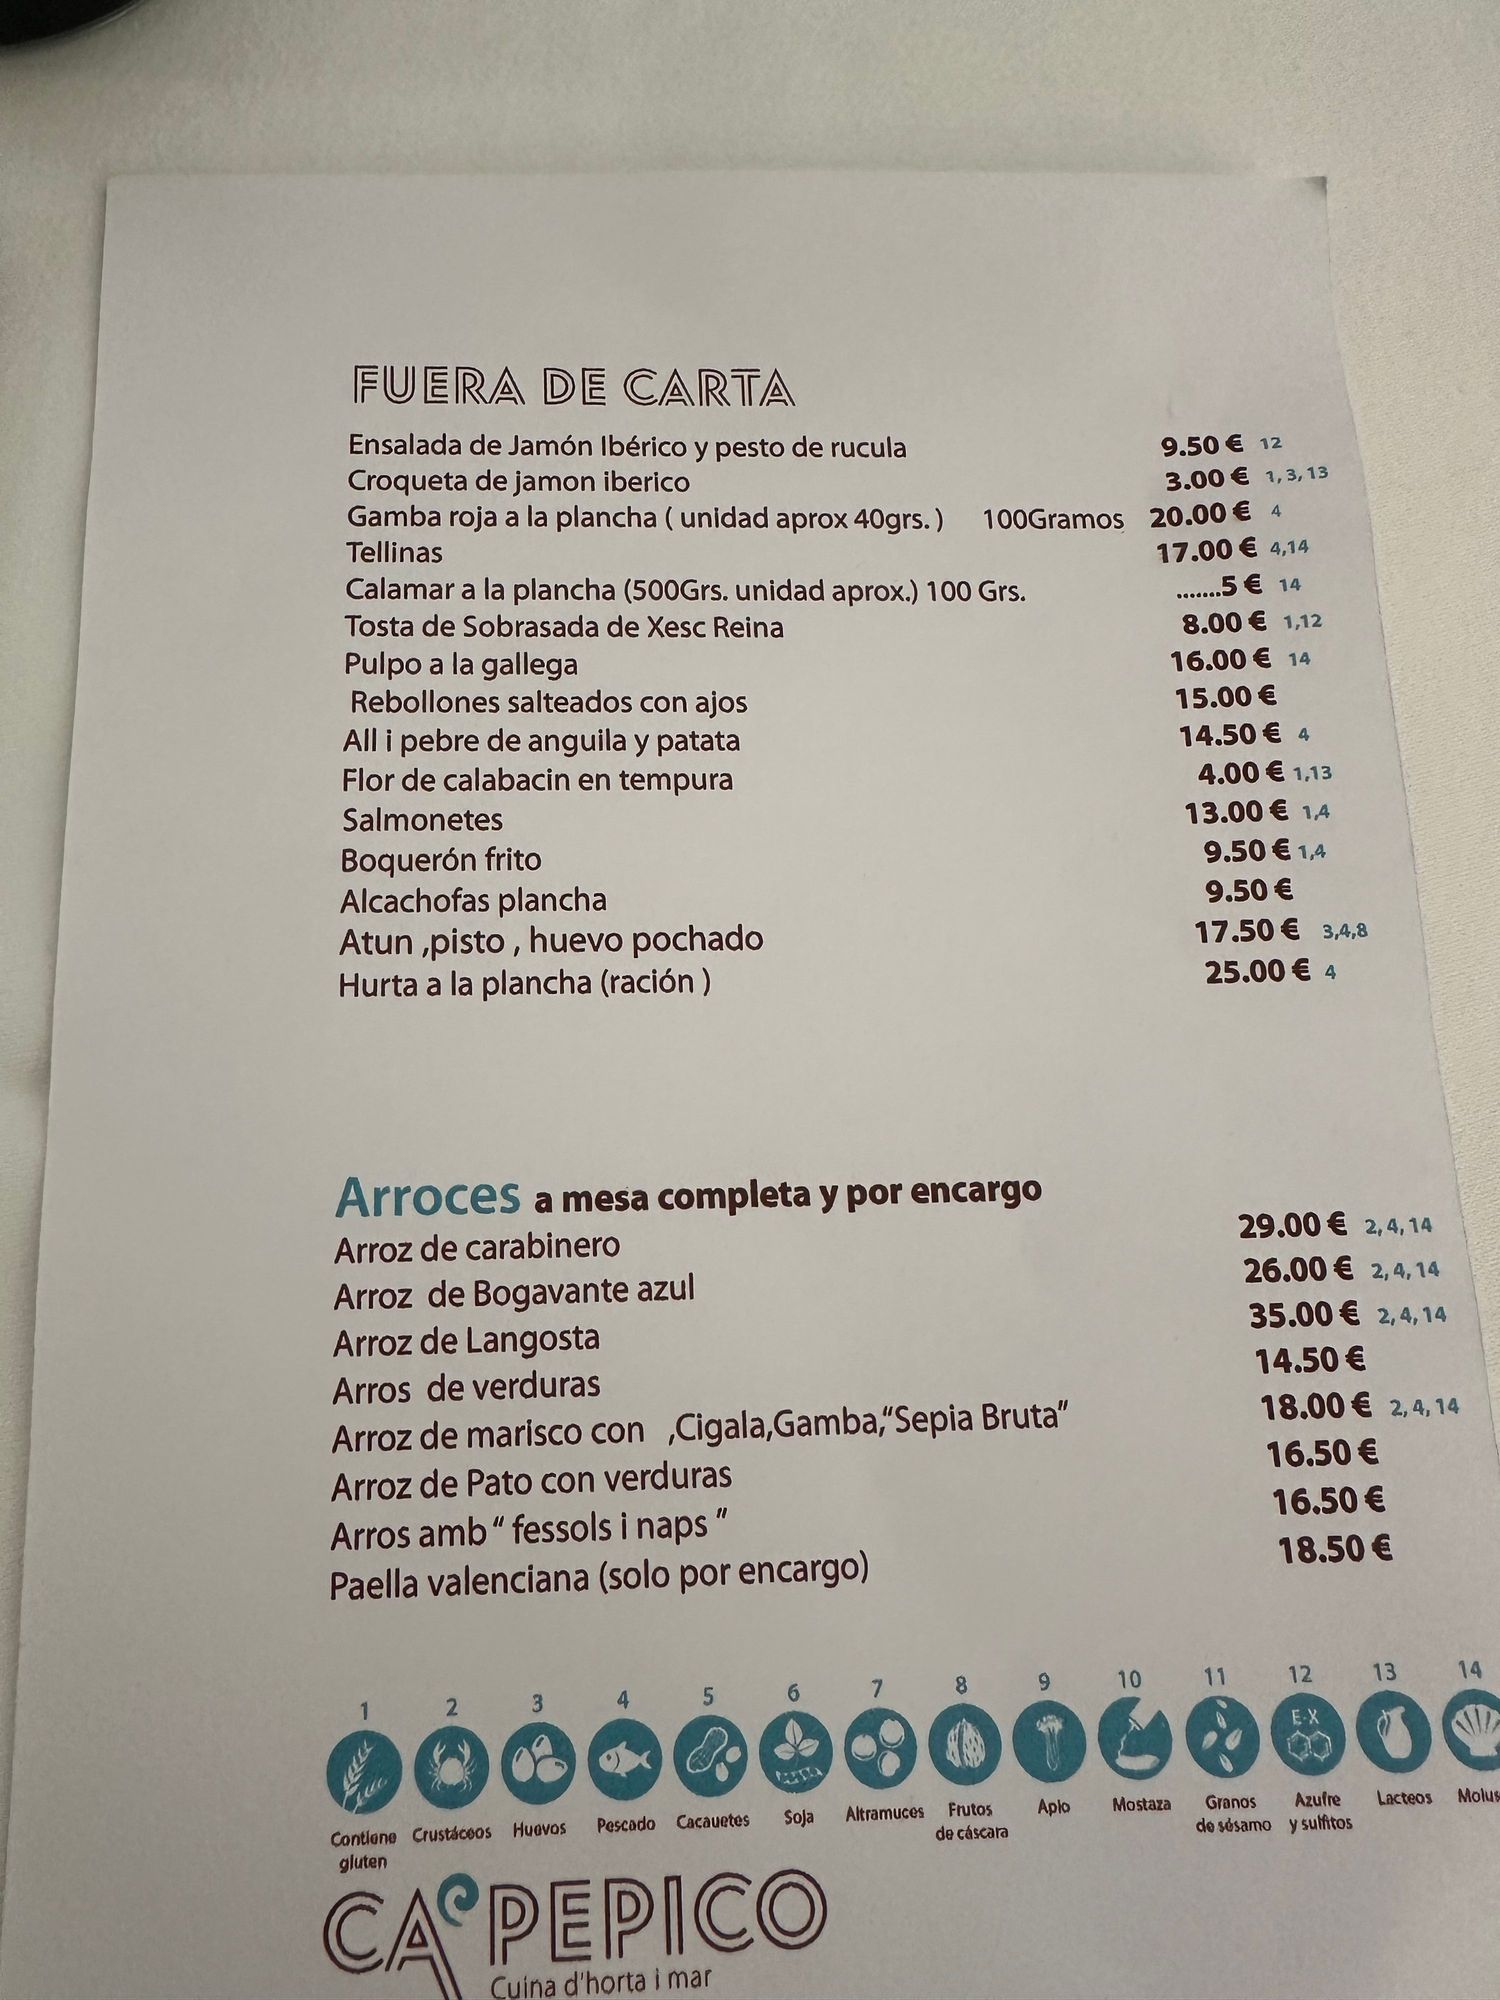 FUERA DE CARTA
Ensalada de Jamón Ibérico y pesto de rucula 9.50 € 12
Croqueta de jamon iberico 3.00 € 1, 3, 13
Gamba roja a la plancha ( unidad aprox 40grs. ) 100Gramos 20.00 € 4
Tellinas 17.00 € 4,14
Calamar a la plancha (500Grs. unidad aprox.) 100 Grs. .......5 € 14
Tosta de Sobrasada de Xesc Reina 8.00 € 1,12
Pulpo a la gallega 16.00 € 14
Rebollones salteados con ajos 15.00 €
All i pebre de anguila y patata 14.50 € 4
Flor de calabacin en tempura 4.00 € 1,13
Salmonetes 13.00 € 1,4
Boquerón frito 9.50 € 1,4
Alcachofas plancha 9.50 €
Atun ,pisto , huevo pochado 17.50 € 3,4,8
Hurta a la plancha (ración ) 25.00 € 4
Arroces a mesa completa y por encargo
Arroz de carabinero 29.00 € 2, 4, 14
Arroz de Bogavante azul 26.00 € 2, 4, 14
Arroz de Langosta 35.00 € 2, 4, 14
Arros de verduras 14.50 €
Arroz de marisco con ,Cigala,Gamba,“Sepia Bruta” 18.00 € 2, 4, 14
Arroz de Pato con verduras 16.50 €
Arros amb “ fessols i naps ” 16.50 €
Paella valenciana (solo por encargo) 18.50 €
1 2 3 4 5 6 7 8 9 10 11 12 13 14
E-X
Contiene gluten Crustáceos Huevos Pescado Cacauetes Soja Altramuces Frutos de cáscara Apio Mostaza Granos de sésamo Azufre y sulfitos Lacteos Molus
CA PEPICO
Cuina d'horta i mar